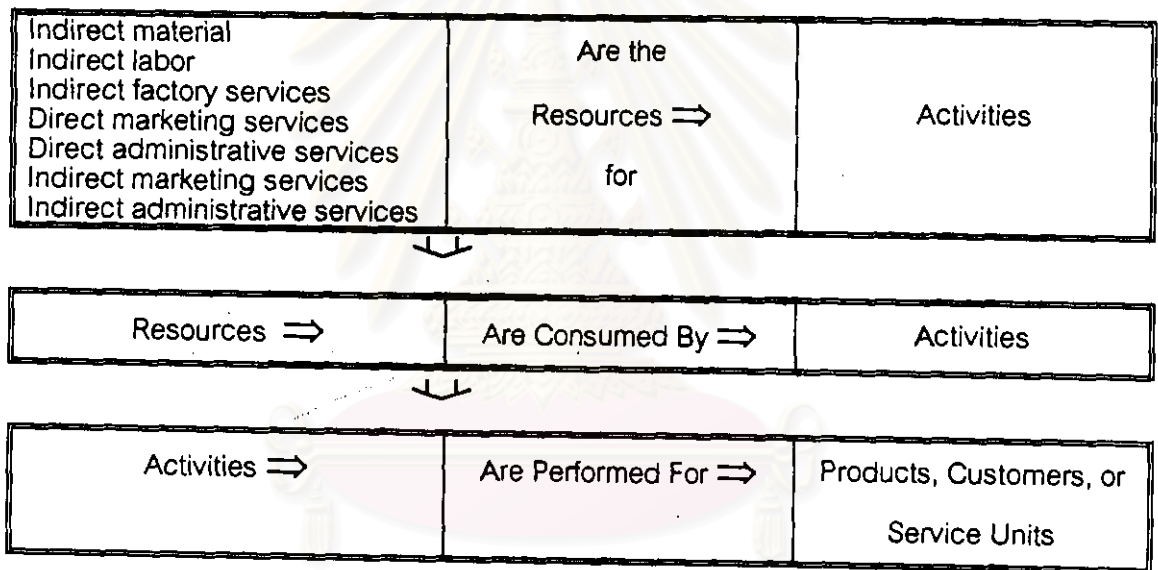 Indirect material
Indirect labor
Indirect factory services
Direct marketing services
Direct administrative services
Indirect marketing services
Indirect administrative services
Are the
Resources ⇒
for
Activities
Resources ⇒
Are Consumed By ⇒
Activities
Activities ⇒
Are Performed For ⇒
Products, Customers, or
Service Units